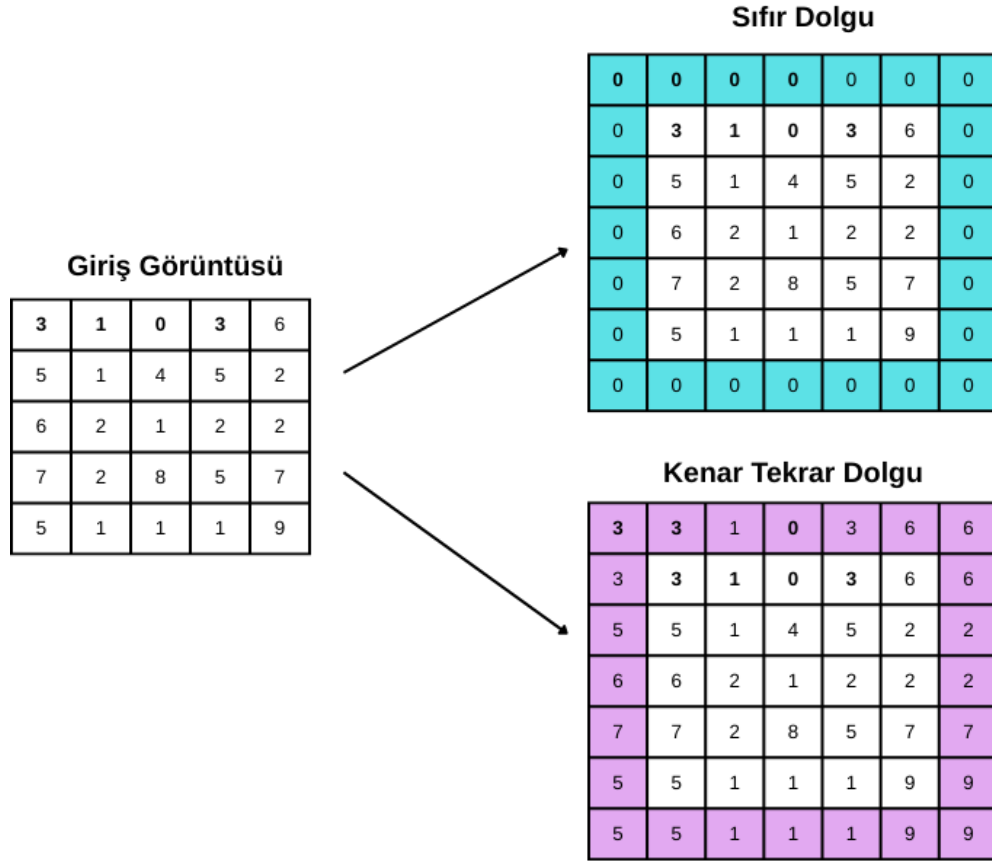 Sıfır Dolgu
0 0 0 0 0 0 0
0 3 1 0 3 6 0
0 5 1 4 5 2 0
0 6 2 1 2 2 0
0 7 2 8 5 7 0
0 5 1 1 1 9 0
0 0 0 0 0 0 0
Giriş Görüntüsü
3 1 0 3 6
5 1 4 5 2
6 2 1 2 2
7 2 8 5 7
5 1 1 1 9
Kenar Tekrar Dolgu
3 3 1 0 3 6 6
3 3 1 0 3 6 6
5 5 1 4 5 2 2
6 6 2 1 2 2 2
7 7 2 8 5 7 7
5 5 1 1 1 9 9
5 5 1 1 1 9 9